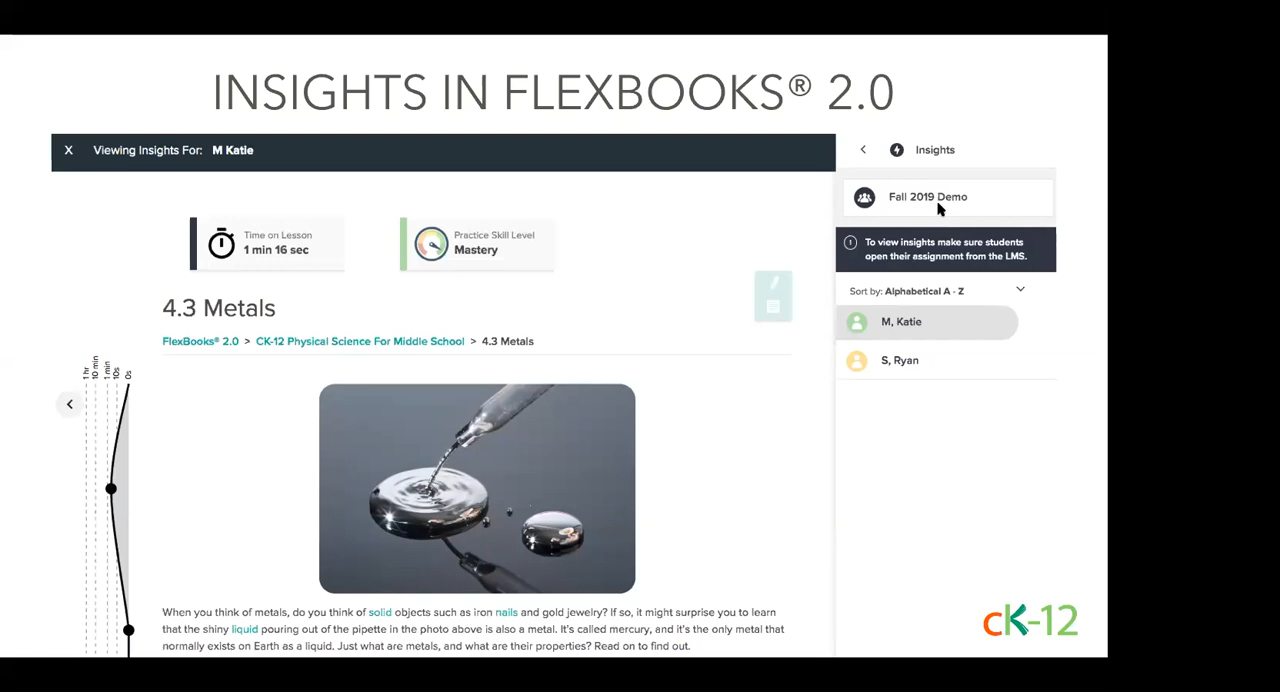 INSIGHTS IN FLEXBOOKS® 2.0
X Viewing Insights For: M Katie
Insights
Fall 2019 Demo
To view insights make sure students
open their assignment from the LMS.
Sort by: Alphabetical A - Z
M, Katie
S, Ryan
Time on Lesson
1 min 16 sec
Practice Skill Level
Mastery
4.3 Metals
FlexBooks® 2.0 > CK-12 Physical Science For Middle School > 4.3 Metals
1 hr
10 min
1 min
10s
0s
When you think of metals, do you think of solid objects such as iron nails and gold jewelry? If so, it might surprise you to learn
that the shiny liquid pouring out of the pipette in the photo above is also a metal. It's called mercury, and it's the only metal that
normally exists on Earth as a liquid. Just what are metals, and what are their properties? Read on to find out.
cK-12